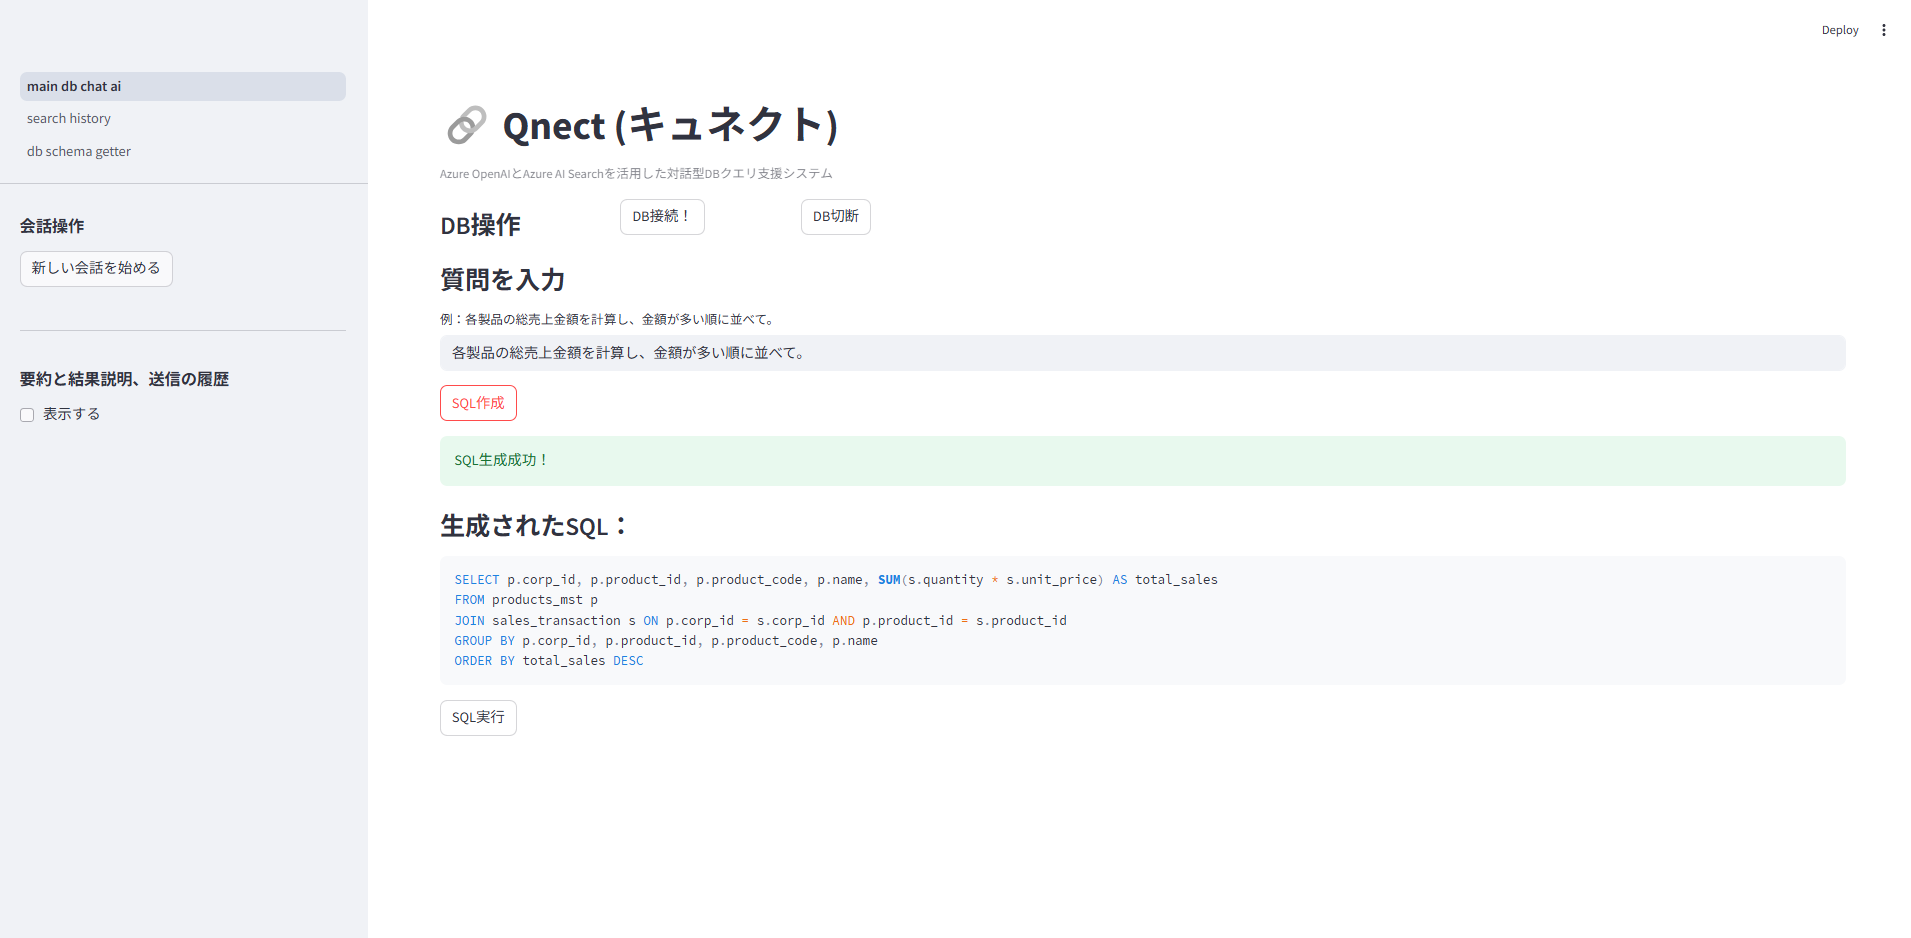 Deploy
main db chat ai
search history
db schema getter
会話操作
新しい会話を始める
要約と結果説明、送信の履歴
表示する
Qnect (キュネクト)
Azure OpenAIとAzure AI Searchを活用した対話型DBクエリ支援システム
DB操作
DB接続！
DB切断
質問を入力
例：各製品の総売上金額を計算し、金額が多い順に並べて。
各製品の総売上金額を計算し、金額が多い順に並べて。
SQL作成
SQL生成成功！
生成されたSQL：
SELECT p.corp_id, p.product_id, p.product_code, p.name, SUM(s.quantity * s.unit_price) AS total_sales
FROM products_mst p
JOIN sales_transaction s ON p.corp_id = s.corp_id AND p.product_id = s.product_id
GROUP BY p.corp_id, p.product_id, p.product_code, p.name
ORDER BY total_sales DESC
SQL実行